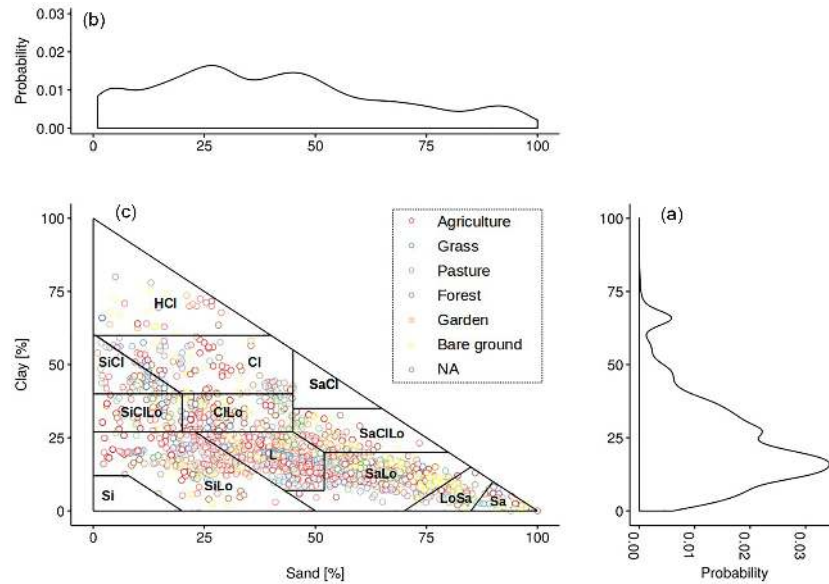 (b)
Probability
0.03
0.02
0.01
0.00
0 25 50 75 100
(c)
Clay [%]
100
75
50
25
0
Agriculture
Grass
Pasture
Forest
Garden
Bare ground
NA
HCl
SiCl
Cl
SaCl
SiClLo
ClLo
SaClLo
L
SaLo
SiLo
LoSa
Si
Sa
0 25 50 75 100
Sand [%]
(a)
100
75
50
25
0
0.00 0.01 0.02 0.03
Probability